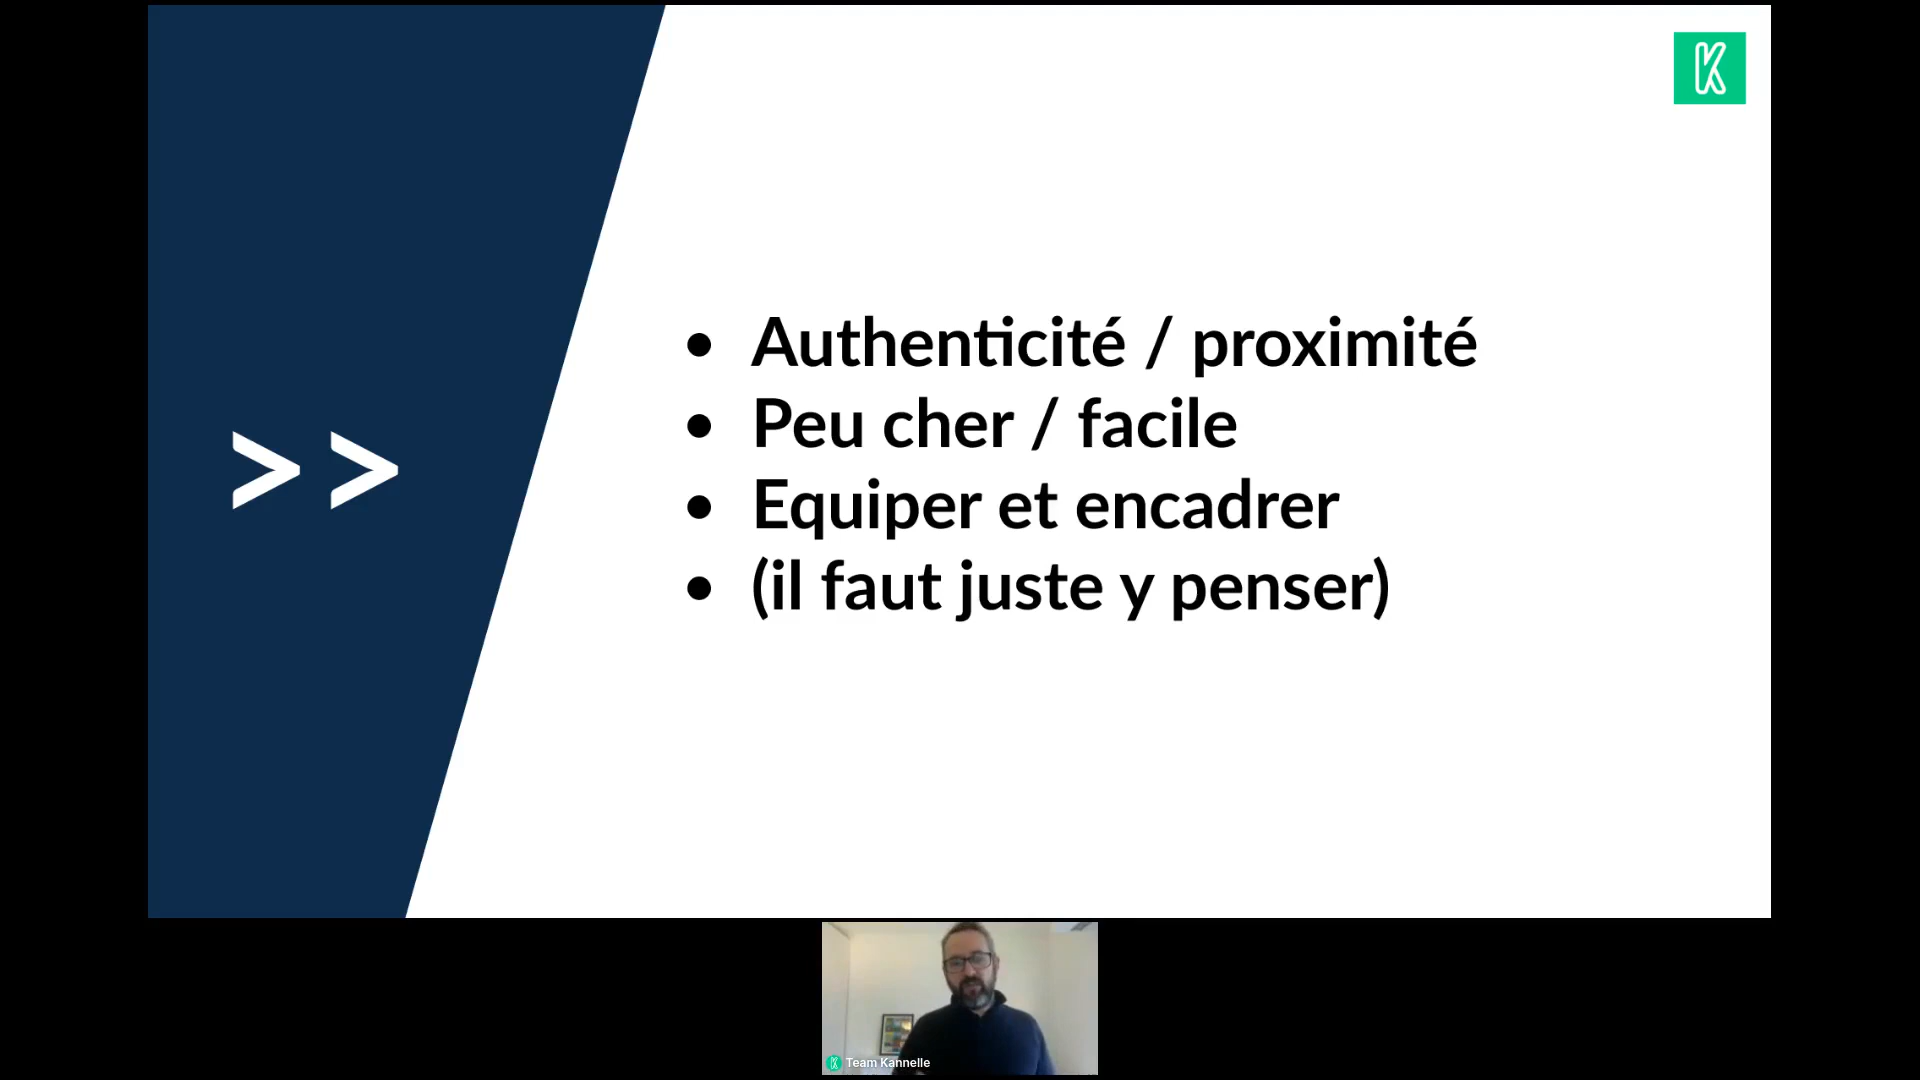 K
>>
• Authenticité / proximité
• Peu cher / facile
• Equiper et encadrer
• (il faut juste y penser)
K Team Kannelle